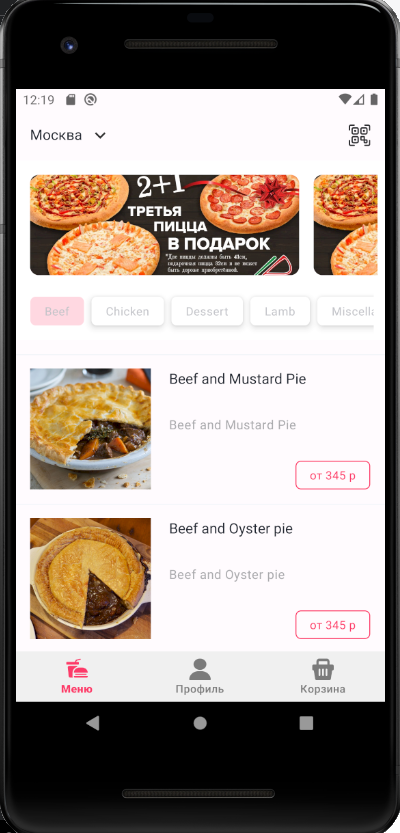 12:19
Москва
2+1
ТРЕТЬЯ
ПИЦЦА
В ПОДАРОК
*Две пиццы должны быть 41см,
подарочная пицца 32см и не может
быть дороже приобретённой.
Beef
Chicken
Dessert
Lamb
Miscella
Beef and Mustard Pie
Beef and Mustard Pie
от 345 р
Beef and Oyster pie
Beef and Oyster pie
от 345 р
Меню
Профиль
Корзина